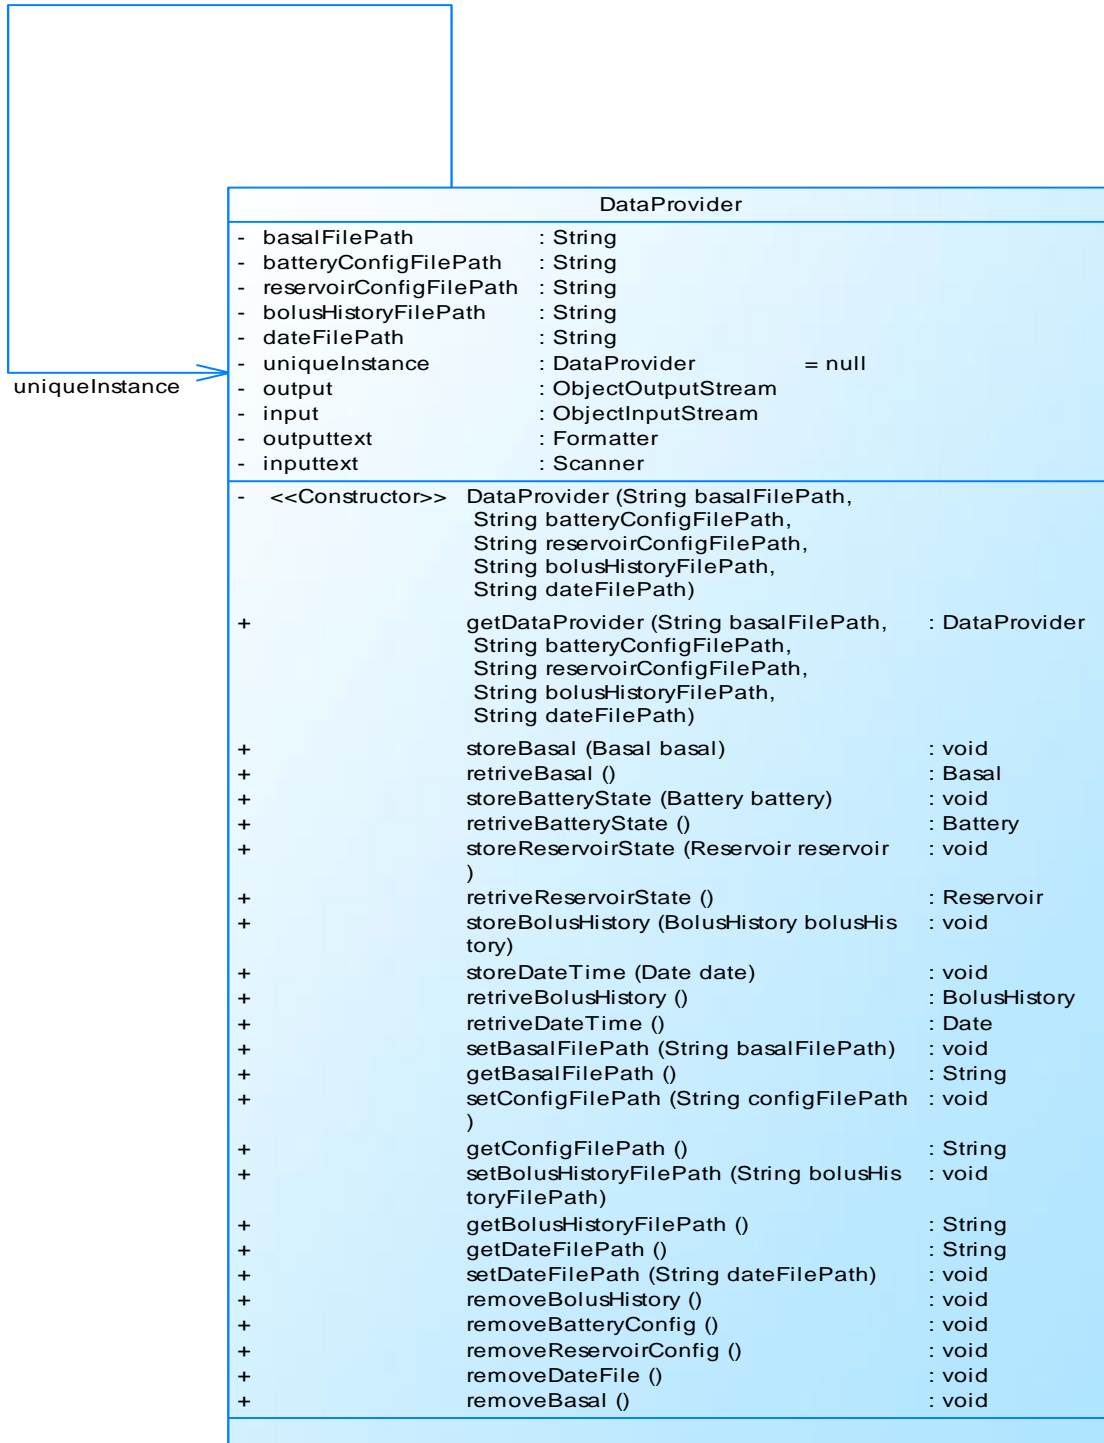 DataProvider
- basalFilePath : String
- batteryConfigFilePath : String
- reservoirConfigFilePath : String
- bolusHistoryFilePath : String
- dateFilePath : String
- uniqueInstance : DataProvider = null
- output : ObjectOutputStream
- input : ObjectInputStream
- outputtext : Formatter
- inputtext : Scanner
uniqueInstance
- <<Constructor>> DataProvider (String basalFilePath,
String batteryConfigFilePath,
String reservoirConfigFilePath,
String bolusHistoryFilePath,
String dateFilePath)
+ getDataProvider (String basalFilePath, : DataProvider
String batteryConfigFilePath,
String reservoirConfigFilePath,
String bolusHistoryFilePath,
String dateFilePath)
+ storeBasal (Basal basal) : void
+ retriveBasal () : Basal
+ storeBatteryState (Battery battery) : void
+ retriveBatteryState () : Battery
+ storeReservoirState (Reservoir reservoir : void
)
+ retriveReservoirState () : Reservoir
+ storeBolusHistory (BolusHistory bolusHis : void
tory)
+ storeDateTime (Date date) : void
+ retriveBolusHistory () : BolusHistory
+ retriveDateTime () : Date
+ setBasalFilePath (String basalFilePath) : void
+ getBasalFilePath () : String
+ setConfigFilePath (String configFilePath : void
)
+ getConfigFilePath () : String
+ setBolusHistoryFilePath (String bolusHis : void
toryFilePath)
+ getBolusHistoryFilePath () : String
+ getDateFilePath () : String
+ setDateFilePath (String dateFilePath) : void
+ removeBolusHistory () : void
+ removeBatteryConfig () : void
+ removeReservoirConfig () : void
+ removeDateFile () : void
+ removeBasal () : void